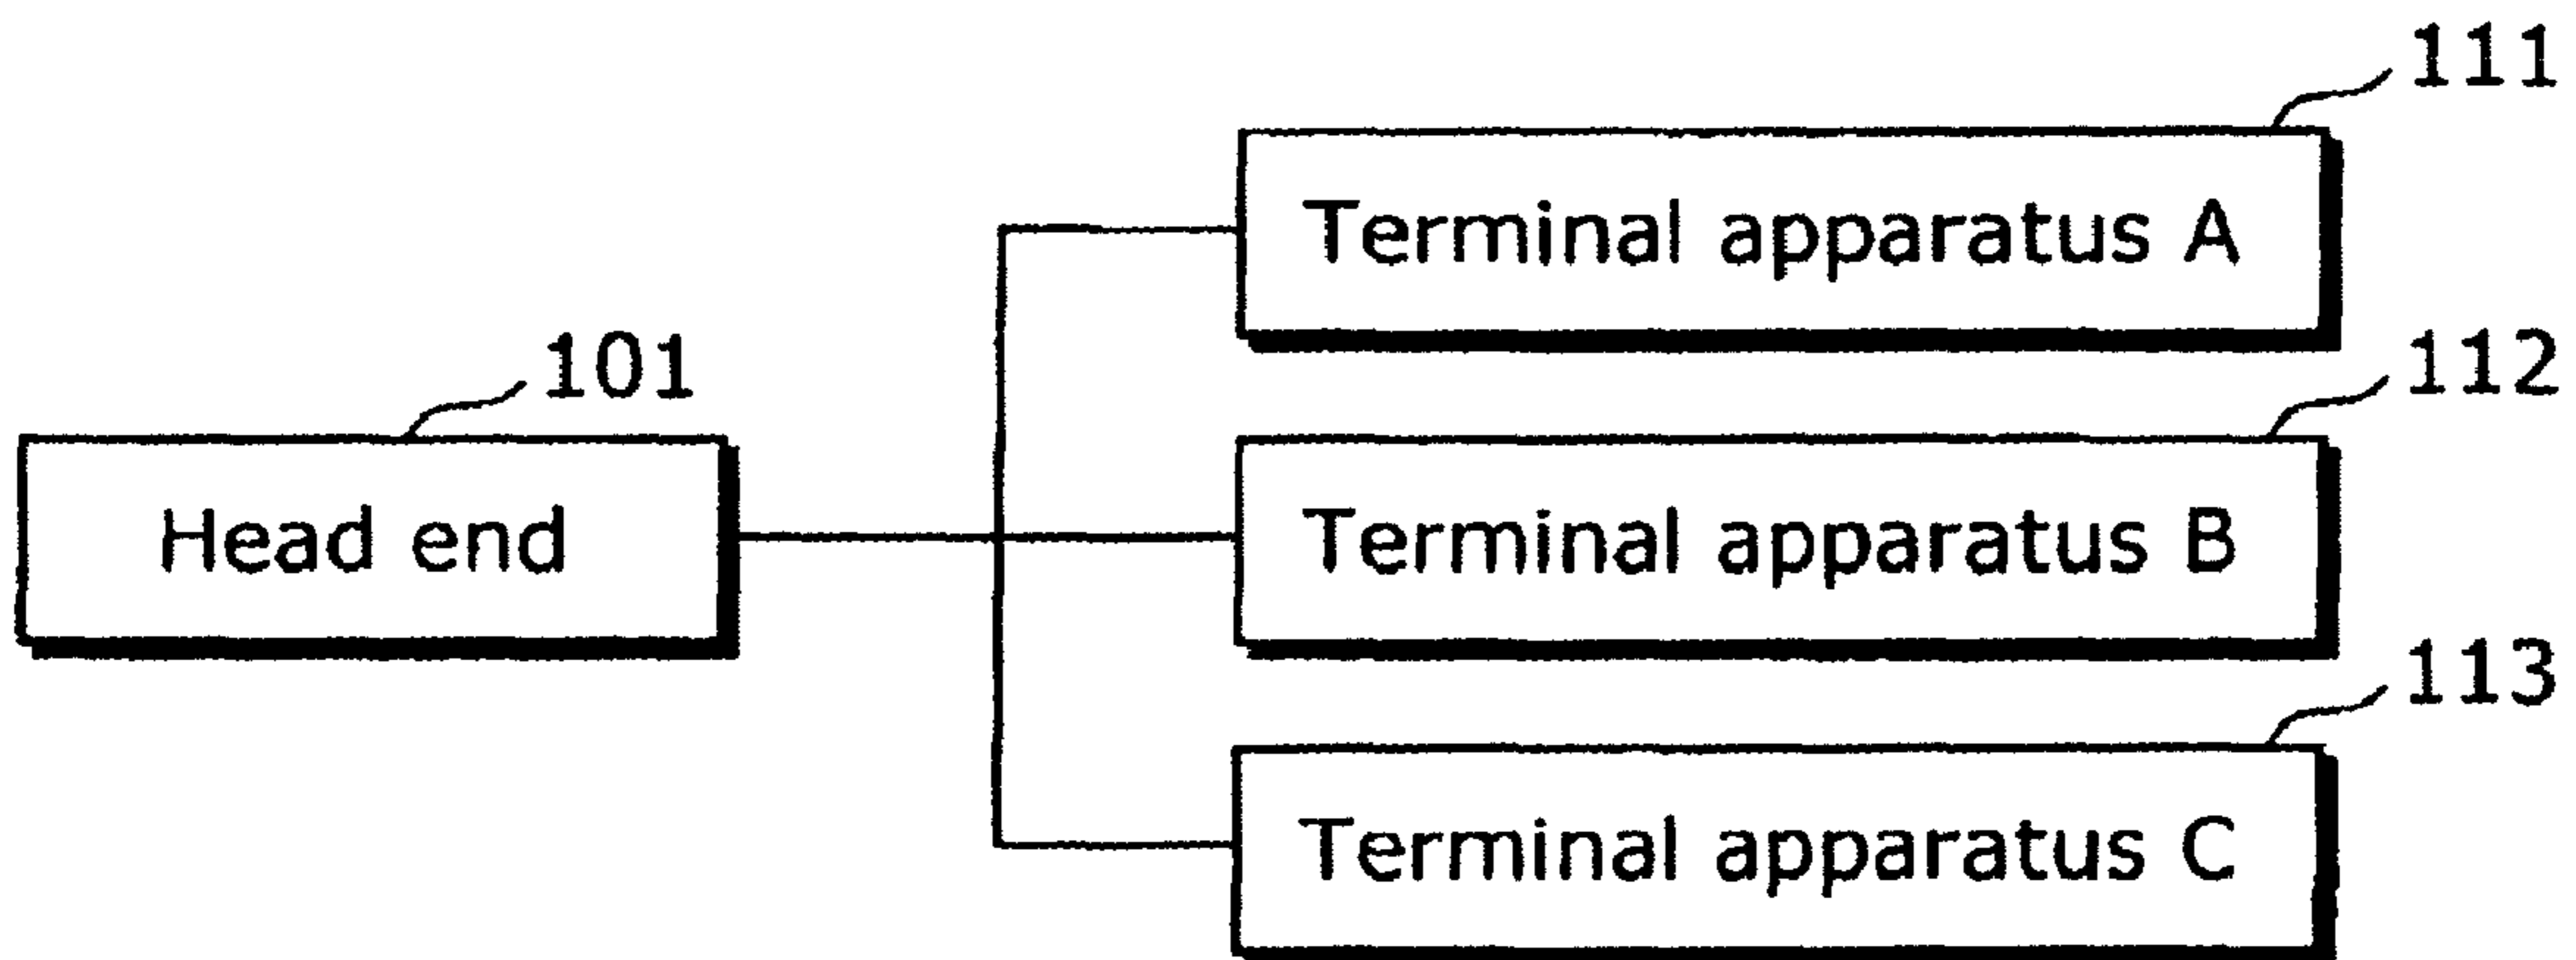 111
Terminal apparatus A
101
112
Head end
Terminal apparatus B
113
Terminal apparatus C